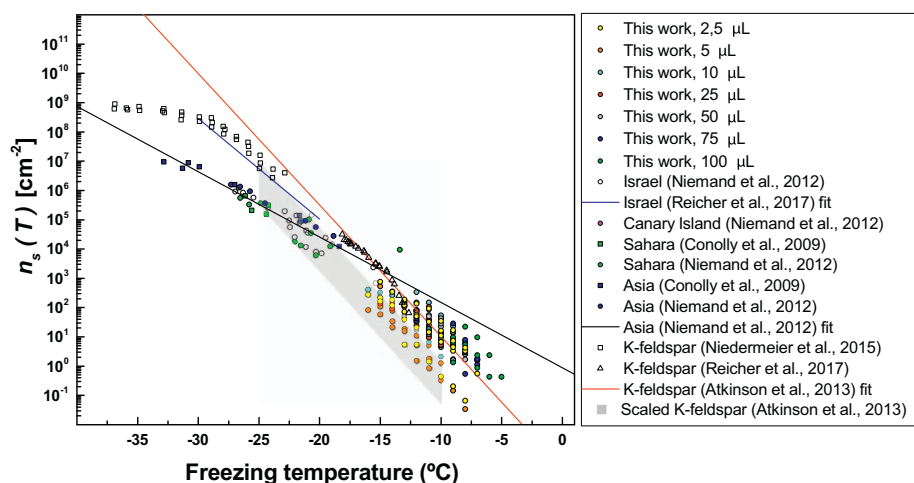 n_s(T) [cm⁻²]
10¹¹
10¹⁰
10⁹
10⁸
10⁷
10⁶
10⁵
10⁴
10³
10²
10¹
10⁰
10⁻¹
-35 -30 -25 -20 -15 -10 -5 0
Freezing temperature (ºC)
This work, 2,5 µL
This work, 5 µL
This work, 10 µL
This work, 25 µL
This work, 50 µL
This work, 75 µL
This work, 100 µL
Israel (Niemand et al., 2012)
Israel (Reicher et al., 2017) fit
Canary Island (Niemand et al., 2012)
Sahara (Conolly et al., 2009)
Sahara (Niemand et al., 2012)
Asia (Conolly et al., 2009)
Asia (Niemand et al., 2012)
Asia (Niemand et al., 2012) fit
K-feldspar (Niedermeier et al., 2015)
K-feldspar (Reicher et al., 2017)
K-feldspar (Atkinson et al., 2013) fit
Scaled K-feldspar (Atkinson et al., 2013)